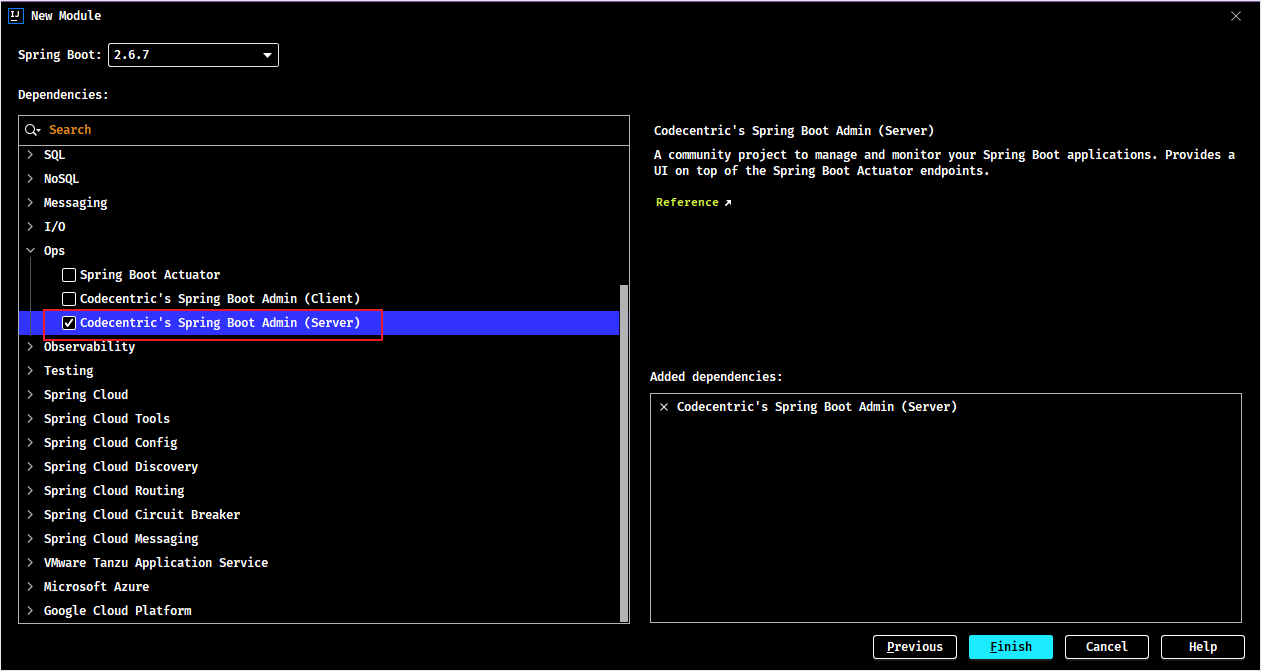 IJ New Module
Spring Boot: 2.6.7
Dependencies:
Search
SQL
NoSQL
Messaging
I/O
Ops
Spring Boot Actuator
Codecentric's Spring Boot Admin (Client)
Codecentric's Spring Boot Admin (Server)
Observability
Testing
Spring Cloud
Spring Cloud Tools
Spring Cloud Config
Spring Cloud Discovery
Spring Cloud Routing
Spring Cloud Circuit Breaker
Spring Cloud Messaging
VMware Tanzu Application Service
Microsoft Azure
Google Cloud Platform
Codecentric's Spring Boot Admin (Server)
A community project to manage and monitor your Spring Boot applications. Provides a
UI on top of the Spring Boot Actuator endpoints.
Reference
Added dependencies:
Codecentric's Spring Boot Admin (Server)
Previous Finish Cancel Help